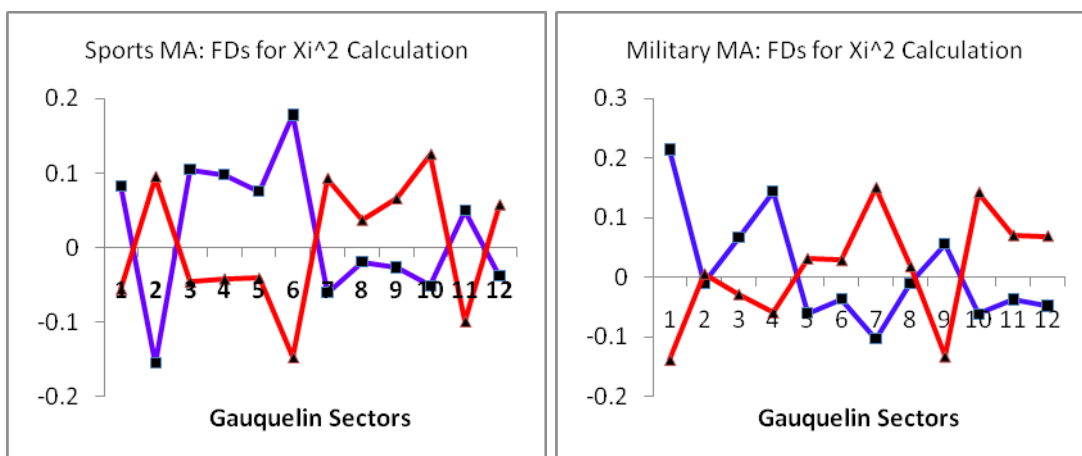 Sports MA: FDs for Xi^2 Calculation
0.2
0.1
0
-0.1
-0.2
1 2 3 4 5 6 7 8 9 10 11 12
Gauquelin Sectors
Military MA: FDs for Xi^2 Calculation
0.3
0.2
0.1
0
-0.1
-0.2
1 2 3 4 5 6 7 8 9 10 11 12
Gauquelin Sectors